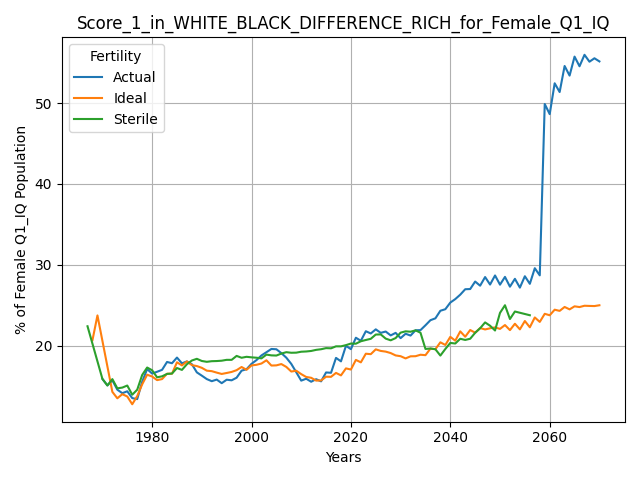 Score_1_in_WHITE_BLACK_DIFFERENCE_RICH_for_Female_Q1_IQ
Fertility
Actual
Ideal
Sterile
% of Female Q1_IQ Population
50
40
30
20
1980
2000
2020
2040
2060
Years